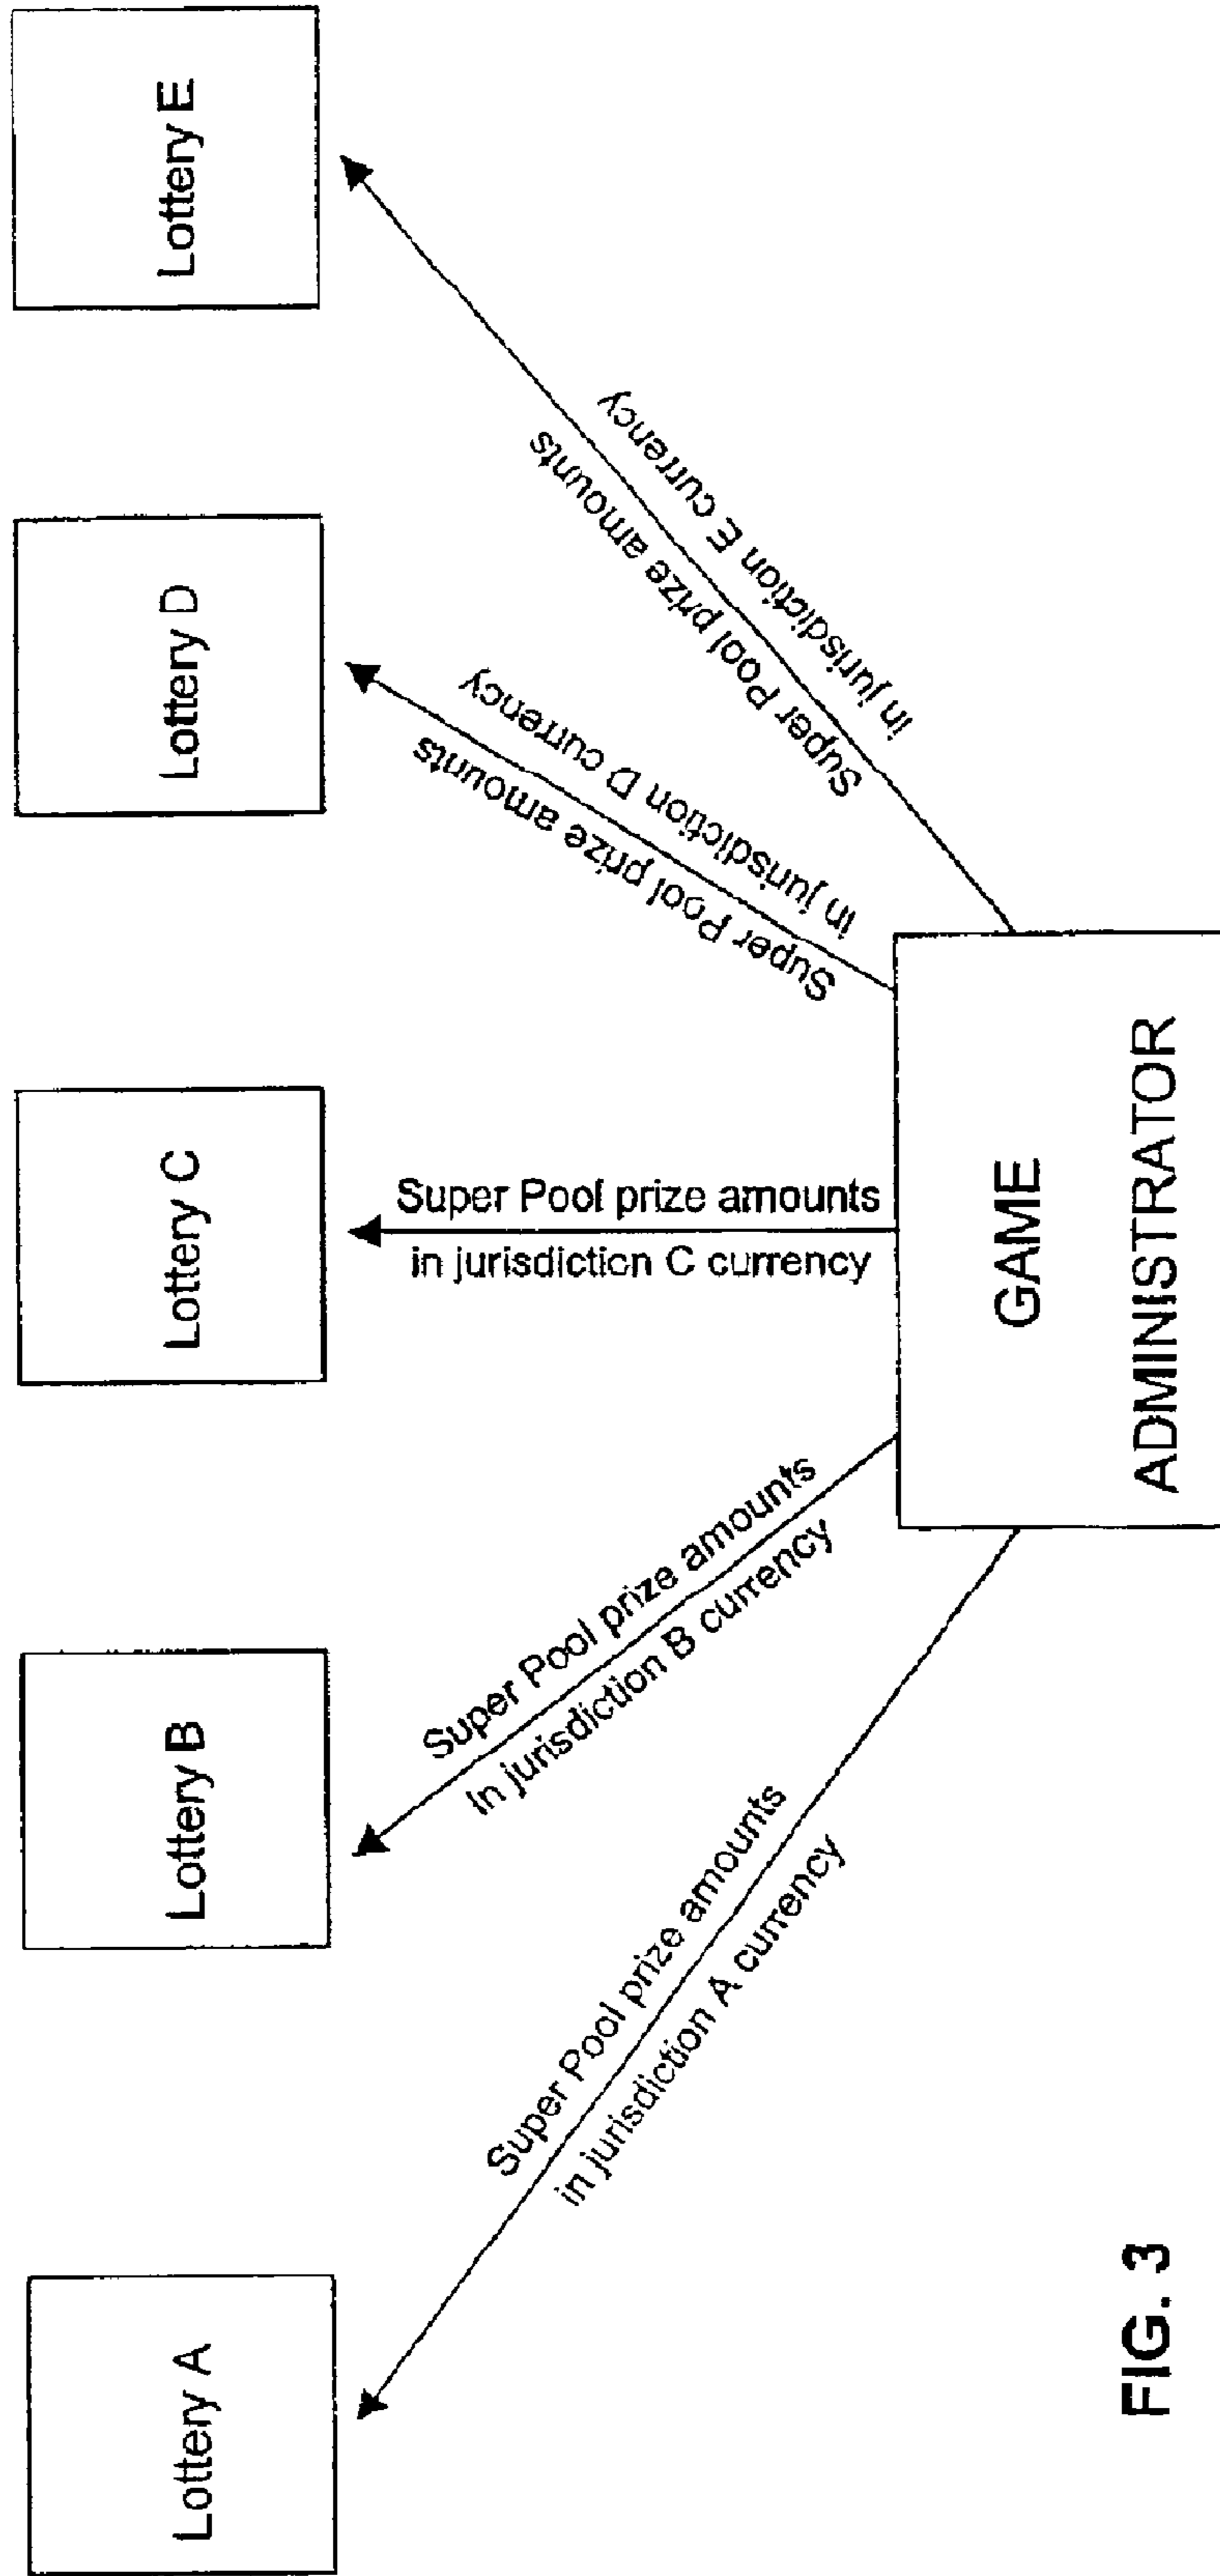 Lottery A
Lottery B
Lottery C
Lottery D
Lottery E
Super Pool prize amounts
in jurisdiction A currency
Super Pool prize amounts
in jurisdiction B currency
Super Pool prize amounts
in jurisdiction C currency
Super Pool prize amounts
in jurisdiction D currency
Super Pool prize amounts
in jurisdiction E currency
GAME
ADMINISTRATOR
FIG. 3